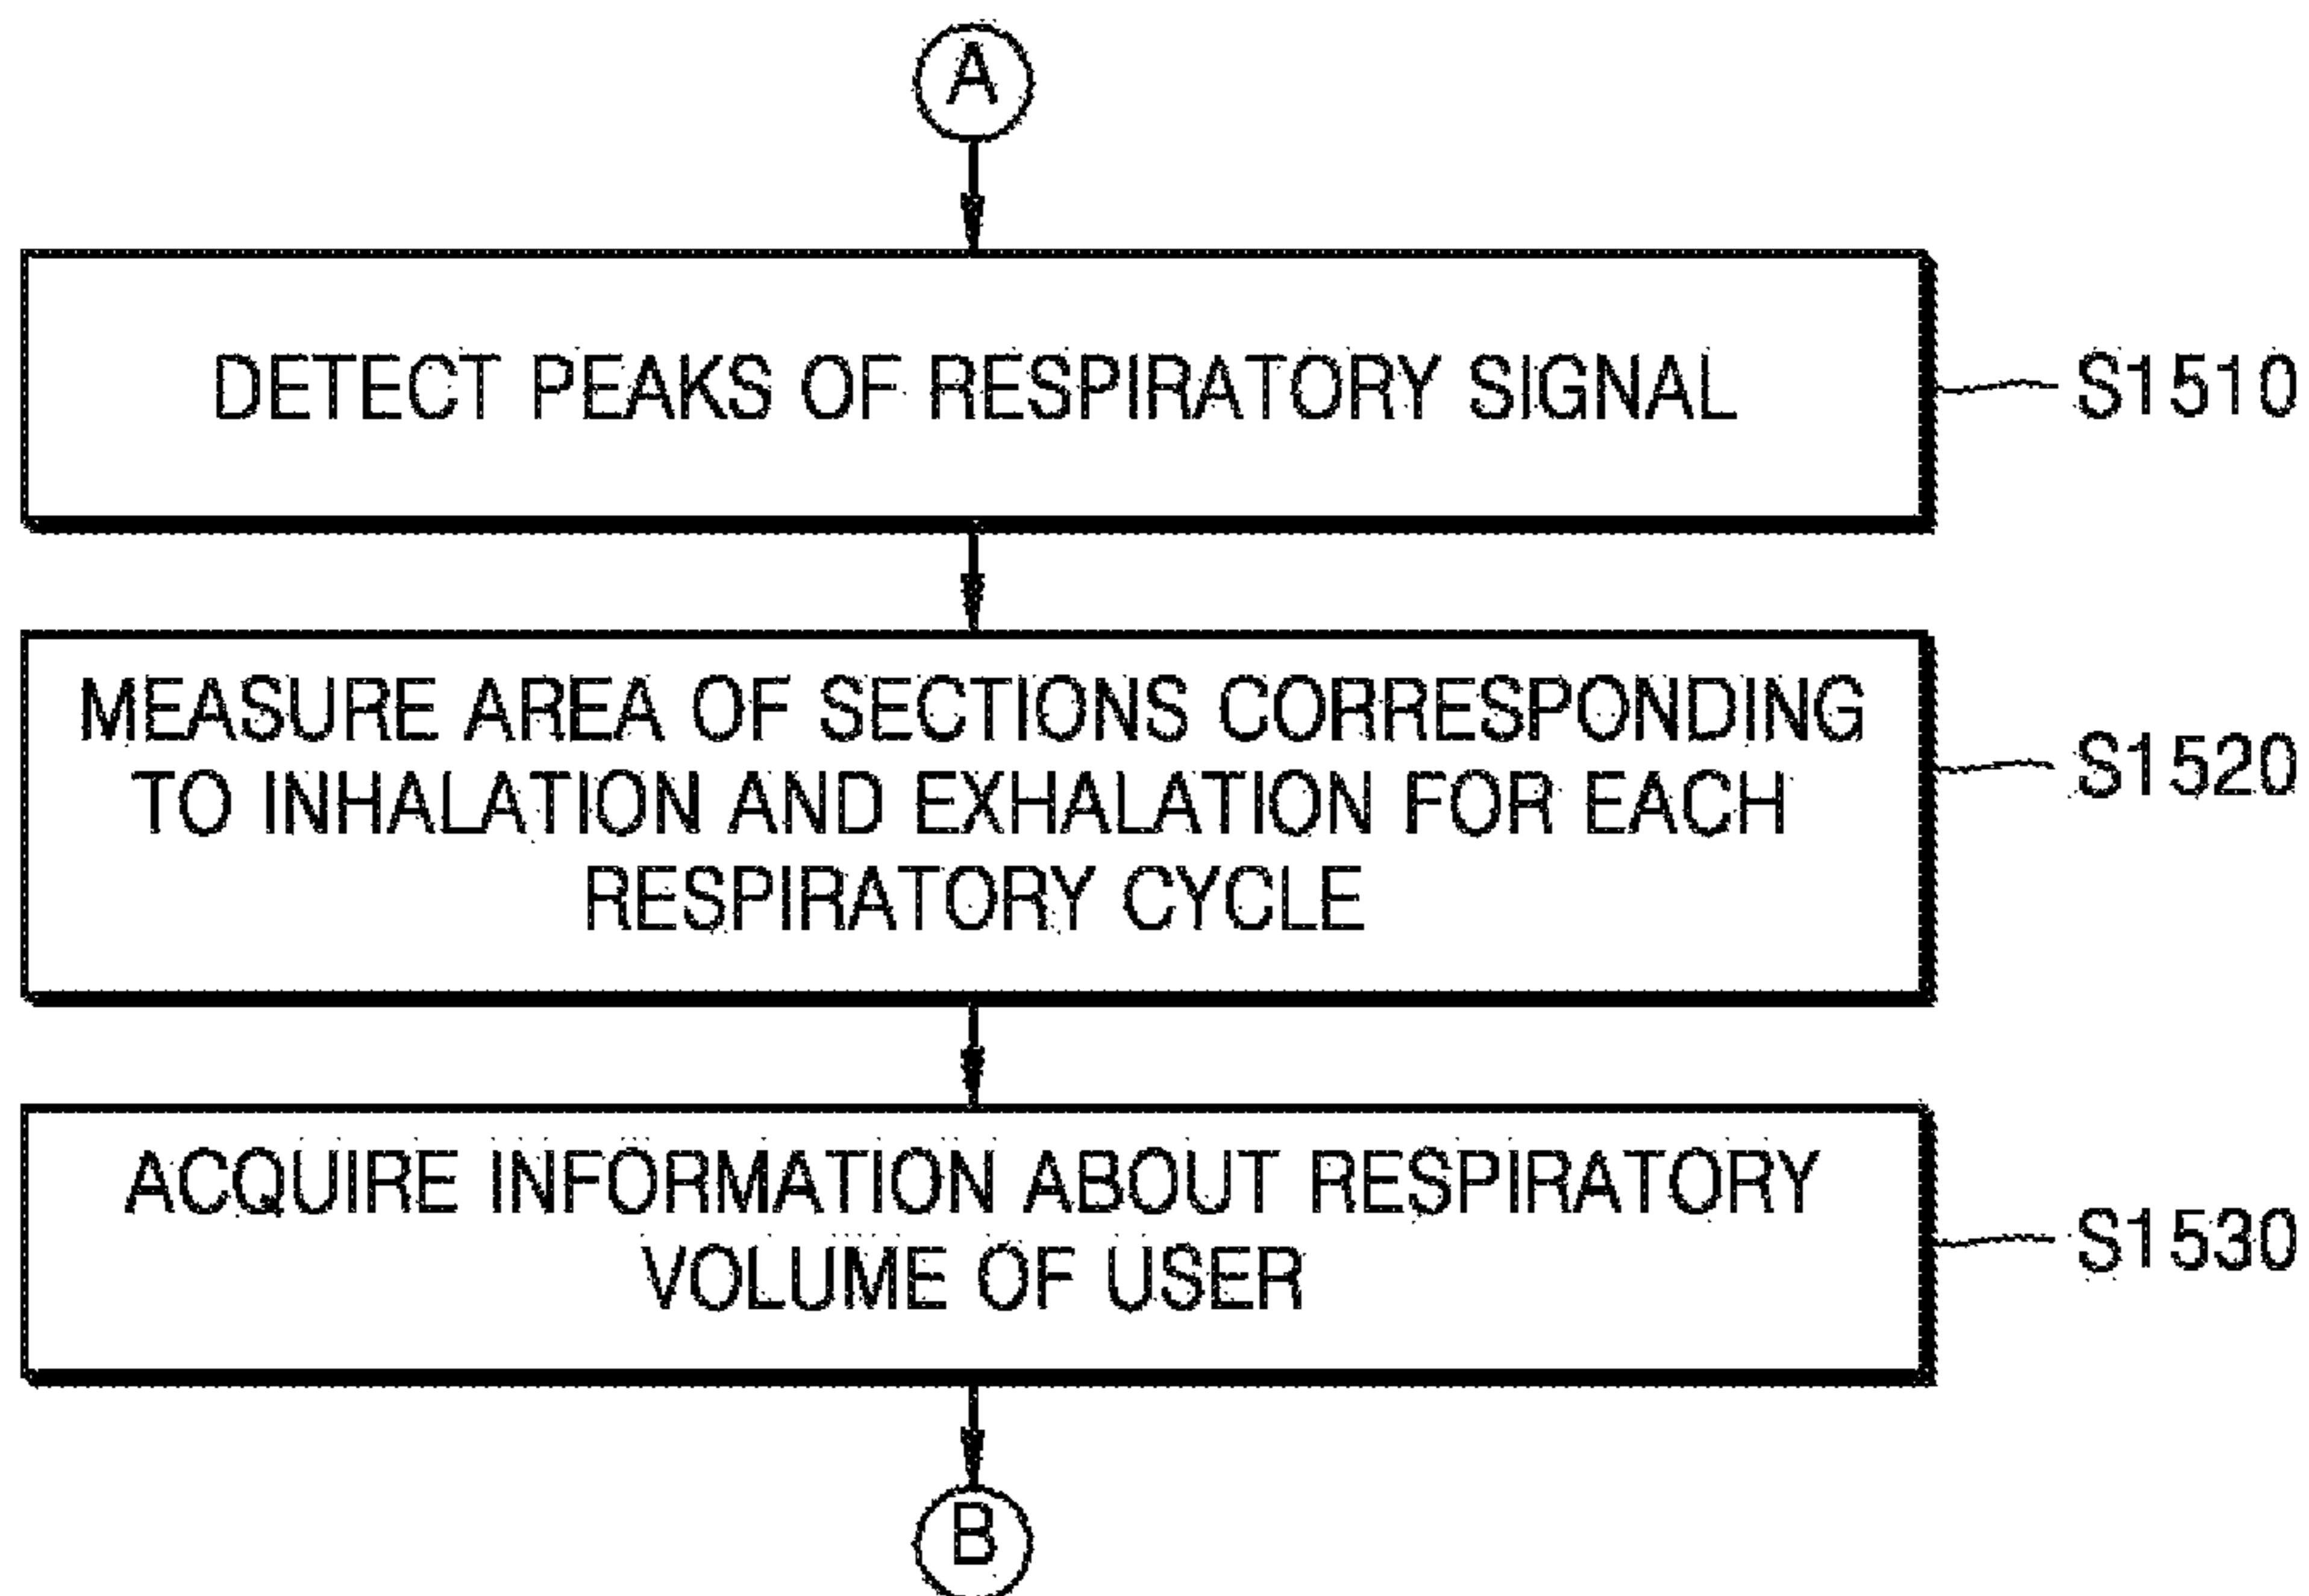 A
DETECT PEAKS OF RESPIRATORY SIGNAL
S1510
MEASURE AREA OF SECTIONS CORRESPONDING
TO INHALATION AND EXHALATION FOR EACH
RESPIRATORY CYCLE
S1520
ACQUIRE INFORMATION ABOUT RESPIRATORY
VOLUME OF USER
S1530
B